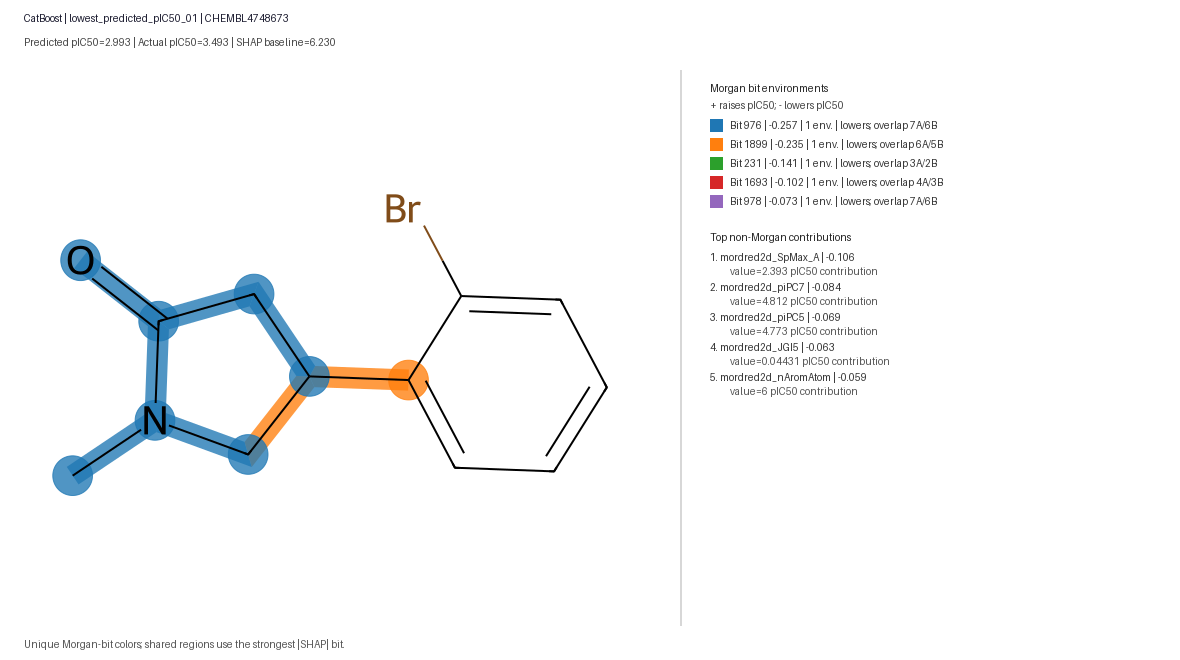 CatBoost | lowest_predicted_pIC50_01 | CHEMBL4748673
Predicted pIC50=2.993 | Actual pIC50=3.493 | SHAP baseline=6.230
Morgan bit environments
+ raises pIC50; - lowers pIC50
Bit 976 | -0.257 | 1 env. | lowers; overlap 7A/6B
Bit 1899 | -0.235 | 1 env. | lowers; overlap 6A/5B
Bit 231 | -0.141 | 1 env. | lowers; overlap 3A/2B
Bit 1693 | -0.102 | 1 env. | lowers; overlap 4A/3B
Bit 978 | -0.073 | 1 env. | lowers; overlap 7A/6B
Top non-Morgan contributions
1. mordred2d_SpMax_A | -0.106
value=2.393 pIC50 contribution
2. mordred2d_piPC7 | -0.084
value=4.812 pIC50 contribution
3. mordred2d_piPC5 | -0.069
value=4.773 pIC50 contribution
4. mordred2d_JGI5 | -0.063
value=0.04431 pIC50 contribution
5. mordred2d_nAromAtom | -0.059
value=6 pIC50 contribution
Br
O
N
Unique Morgan-bit colors; shared regions use the strongest |SHAP| bit.